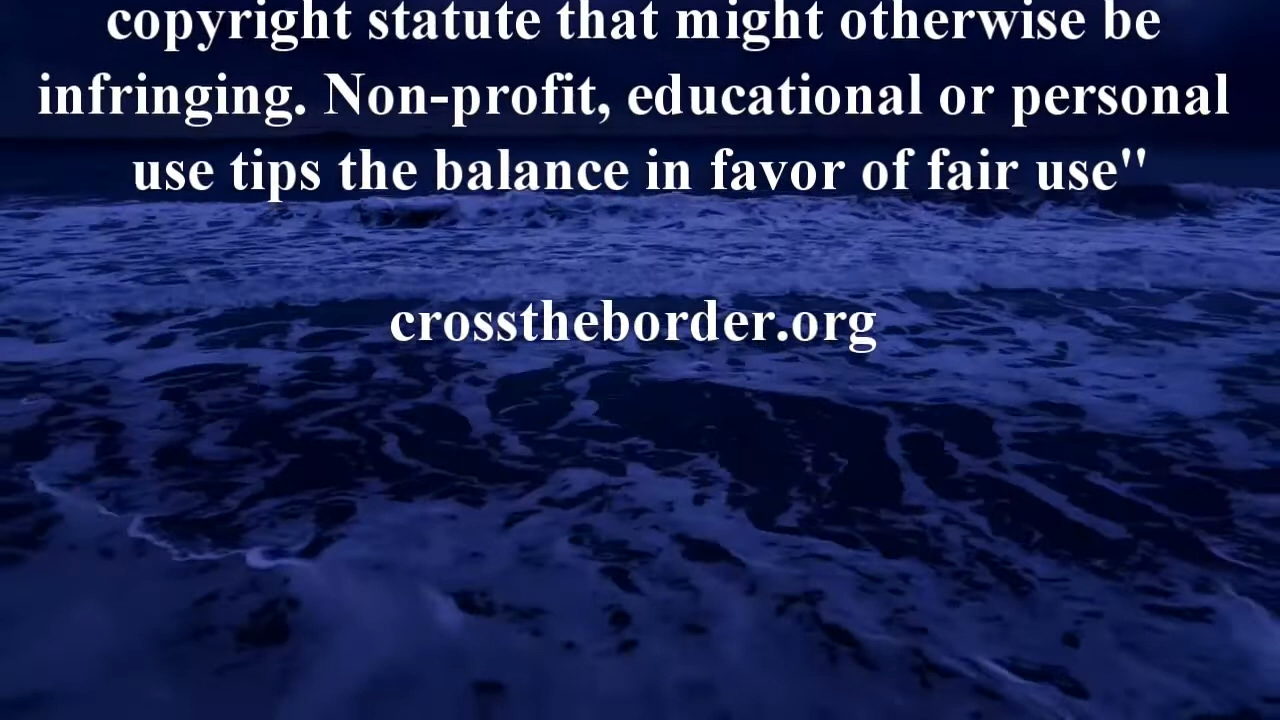 copyright statute that might otherwise be
infringing. Non-profit, educational or personal
use tips the balance in favor of fair use"
crosstheborder.org